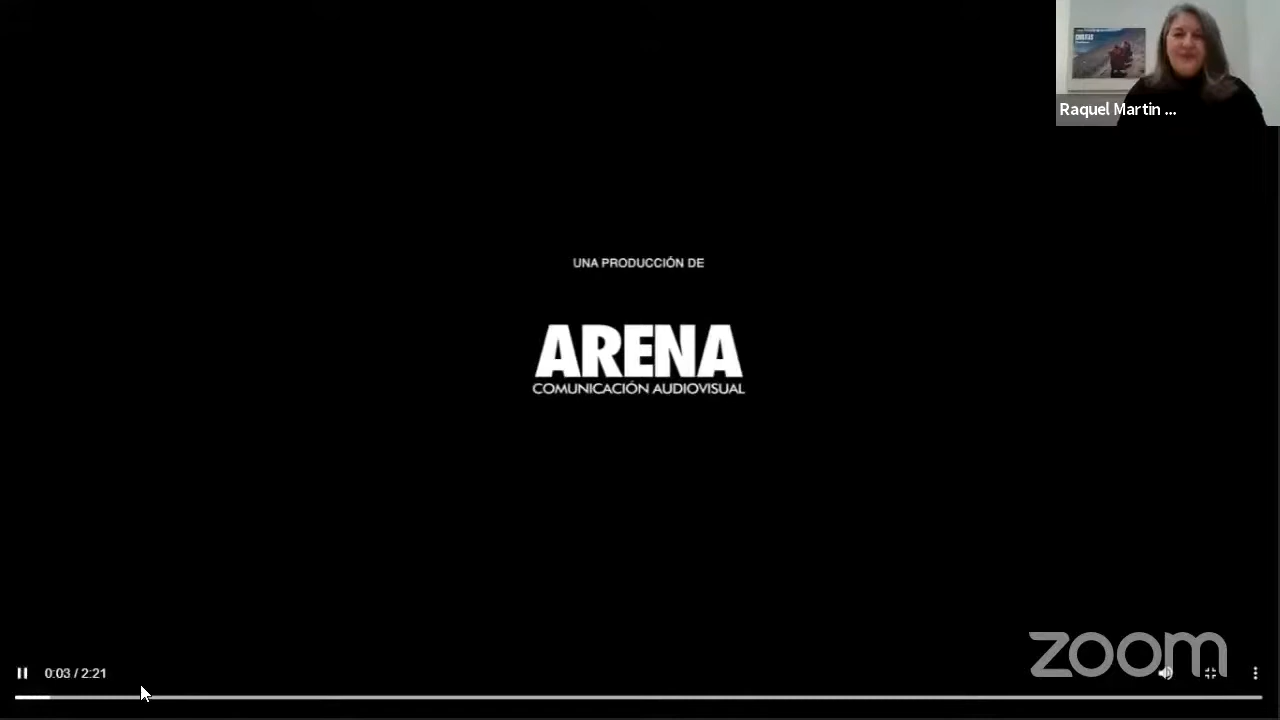 Raquel Martin ...
UNA PRODUCCIÓN DE
ARENA
COMUNICACIÓN AUDIOVISUAL
zoom
0:03 / 2:21